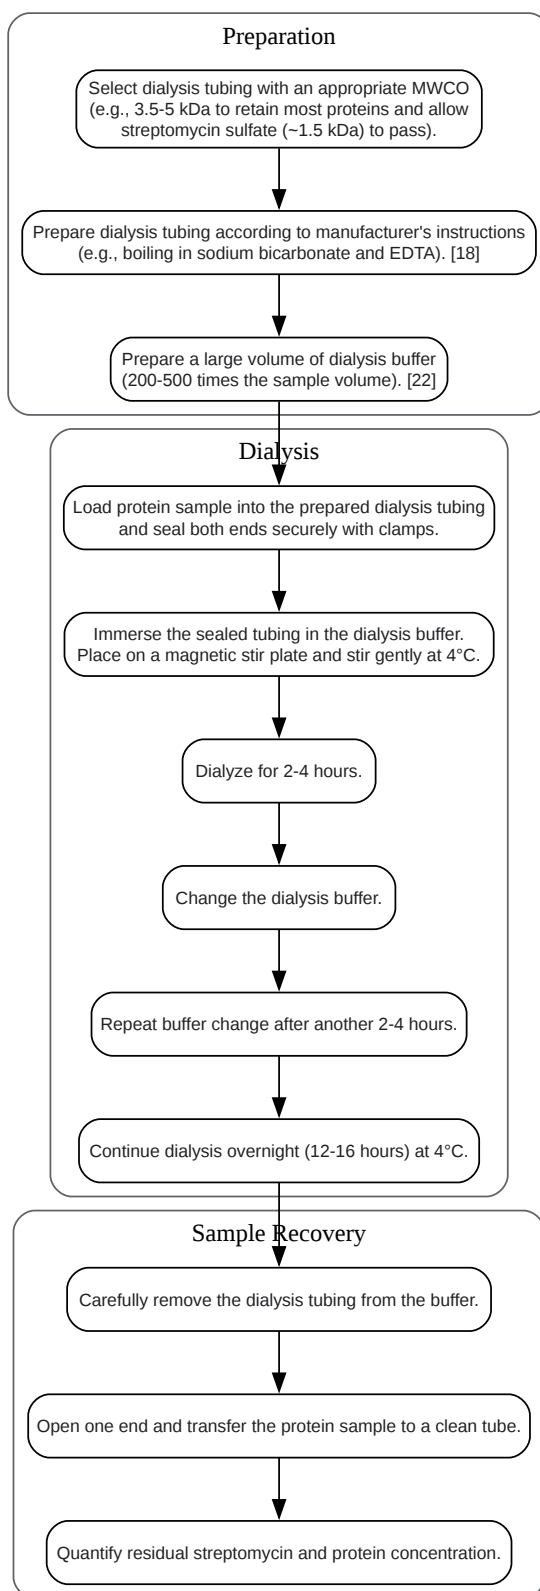 Preparation
Select dialysis tubing with an appropriate MWCO
(e.g., 3.5-5 kDa to retain most proteins and allow
streptomycin sulfate (~1.5 kDa) to pass).
Prepare dialysis tubing according to manufacturer's instructions
(e.g., boiling in sodium bicarbonate and EDTA). [18]
Prepare a large volume of dialysis buffer
(200-500 times the sample volume). [22]
Dialysis
Load protein sample into the prepared dialysis tubing
and seal both ends securely with clamps.
Immerse the sealed tubing in the dialysis buffer.
Place on a magnetic stir plate and stir gently at 4°C.
Dialyze for 2-4 hours.
Change the dialysis buffer.
Repeat buffer change after another 2-4 hours.
Continue dialysis overnight (12-16 hours) at 4°C.
Sample Recovery
Carefully remove the dialysis tubing from the buffer.
Open one end and transfer the protein sample to a clean tube.
Quantify residual streptomycin and protein concentration.